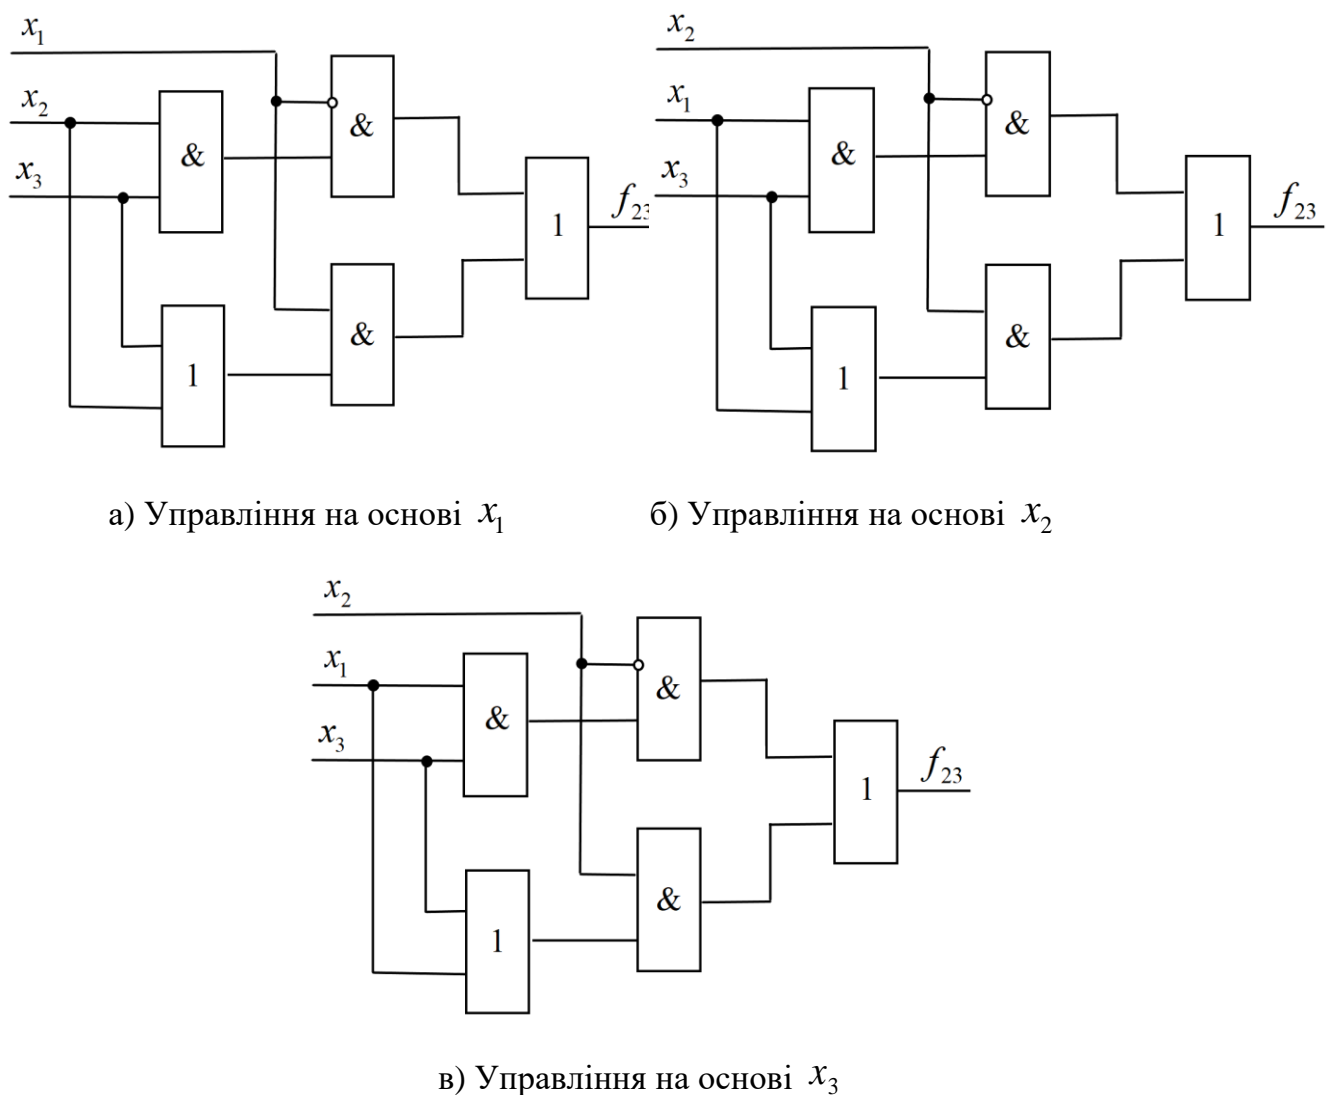 x₁
x₂
x₃
&
&
1
&
1
f₂₃
x₂
x₁
x₃
&
&
1
&
1
f₂₃
а) Управління на основі x₁
б) Управління на основі x₂
x₂
x₁
x₃
&
&
1
&
1
f₂₃
в) Управління на основі x₃